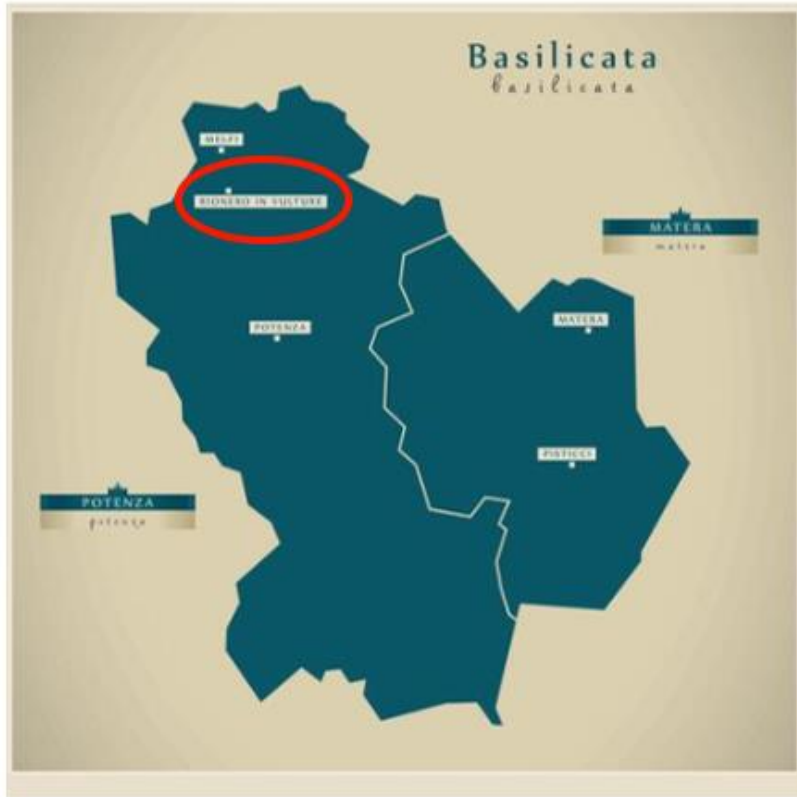 Basilicata
basilicata
MELFI
RIONERO IN VULTURE
MATERA
matera
POTENZA
MATERA
PISTICCI
POTENZA
potenza